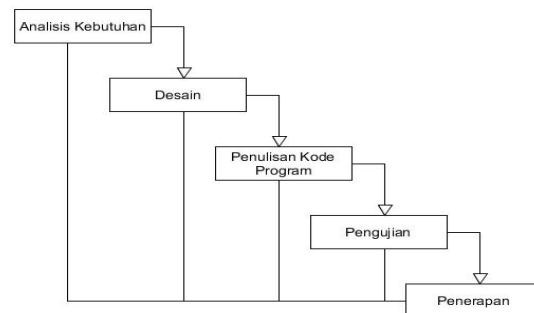 Analisis Kebutuhan
Desain
Penulisan Kode
Program
Pengujian
Penerapan